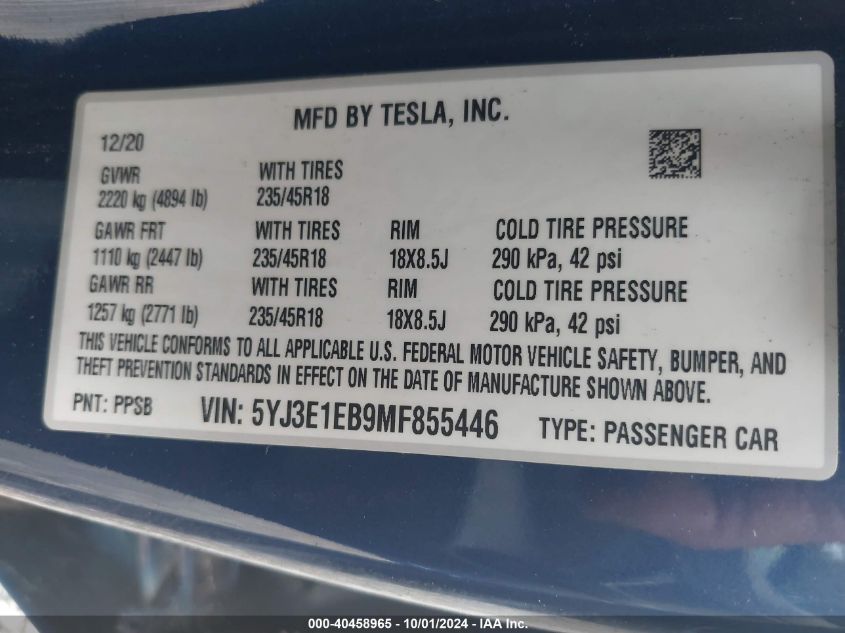 MFD BY TESLA, INC.
12/20
GVWR WITH TIRES
2220 kg (4894 lb) 235/45R18
GAWR FRT WITH TIRES RIM COLD TIRE PRESSURE
1110 kg (2447 lb) 235/45R18 18X8.5J 290 kPa, 42 psi
GAWR RR WITH TIRES RIM COLD TIRE PRESSURE
1257 kg (2771 lb) 235/45R18 18X8.5J 290 kPa, 42 psi
THIS VEHICLE CONFORMS TO ALL APPLICABLE U.S. FEDERAL MOTOR VEHICLE SAFETY, BUMPER, AND
THEFT PREVENTION STANDARDS IN EFFECT ON THE DATE OF MANUFACTURE SHOWN ABOVE.
PNT: PPSB VIN: 5YJ3E1EB9MF855446 TYPE: PASSENGER CAR
000-40458965 - 10/01/2024 - IAA Inc.